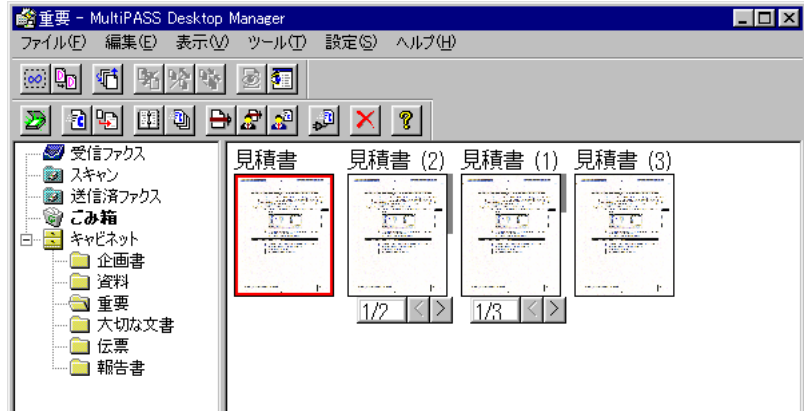 重要 - MultiPASS Desktop Manager
ファイル(F) 編集(E) 表示(V) ツール(T) 設定(S) ヘルプ(H)
受信ファクス
スキャン
送信済ファクス
ごみ箱
キャビネット
企画書
資料
重要
大切な文書
伝票
報告書
見積書 見積書 (2) 見積書 (1) 見積書 (3)
1/2 < > 1/3 < >